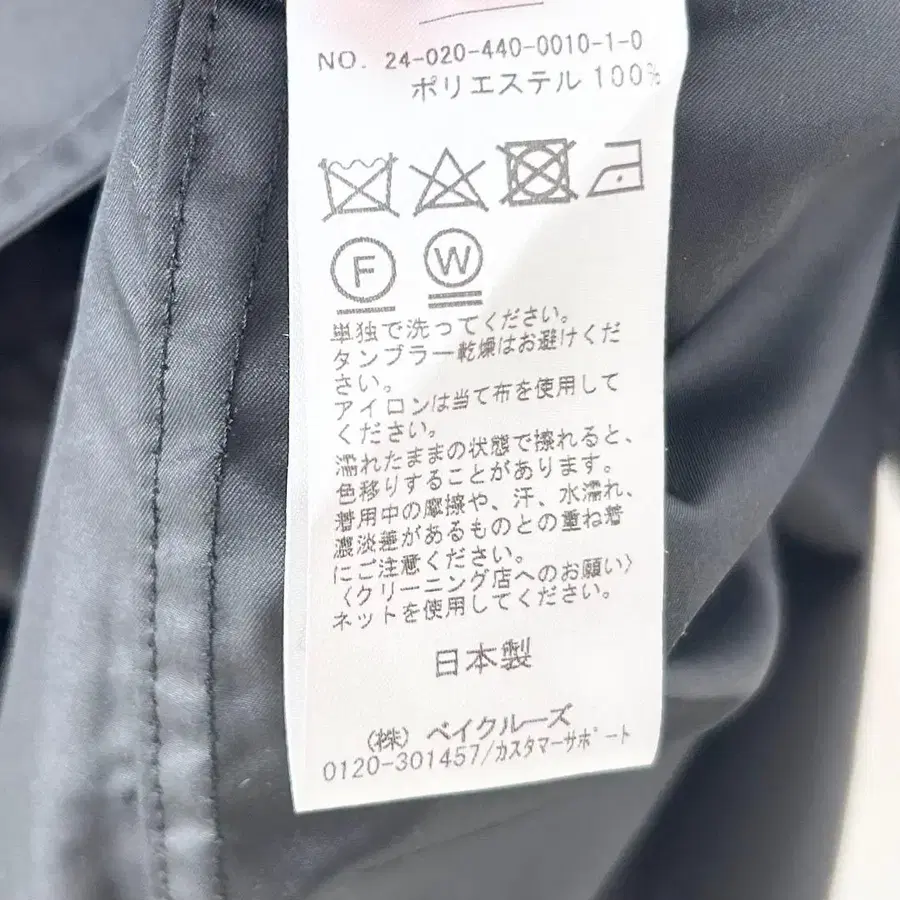 NO. 24-020-440-0010-1-0
ポリエステル 100%
F W
単独で洗ってください。
タンブラー乾燥はお避けくだ
さい。
アイロンは当て布を使用して
ください。
濡れたままの状態で擦れると、
色移りすることがあります。
着用中の摩擦や、汗、水濡れ、
濃淡差があるものとの重ね着
にご注意ください。
〈クリーニング店へのお願い〉
ネットを使用してください。
日本製
(株) ベイクルーズ
0120-301457/カスタマーサポート